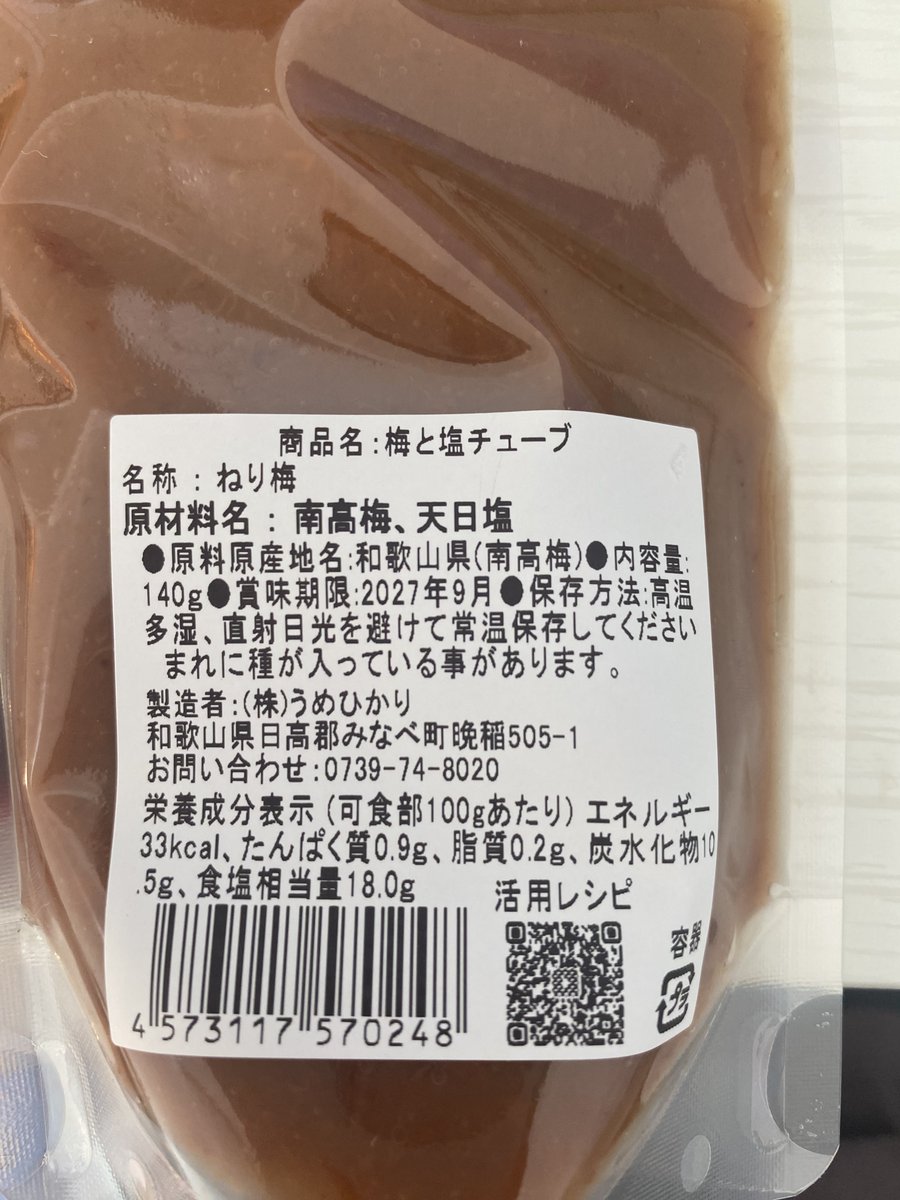 商品名:梅と塩チューブ
名称 : ねり梅
原材料名 : 南高梅、天日塩
●原料原産地名:和歌山県(南高梅)●内容量:
140g●賞味期限:2027年9月●保存方法:高温
多湿、直射日光を避けて常温保存してください
まれに種が入っている事があります。
製造者:(株)うめひかり
和歌山県日高郡みなべ町晩稲505-1
お問い合わせ:0739-74-8020
栄養成分表示(可食部100gあたり)エネルギー
33kcal、たんぱく質0.9g、脂質0.2g、炭水化物10
.5g、食塩相当量18.0g
活用レシピ
容器
プラ
4 573117 570248